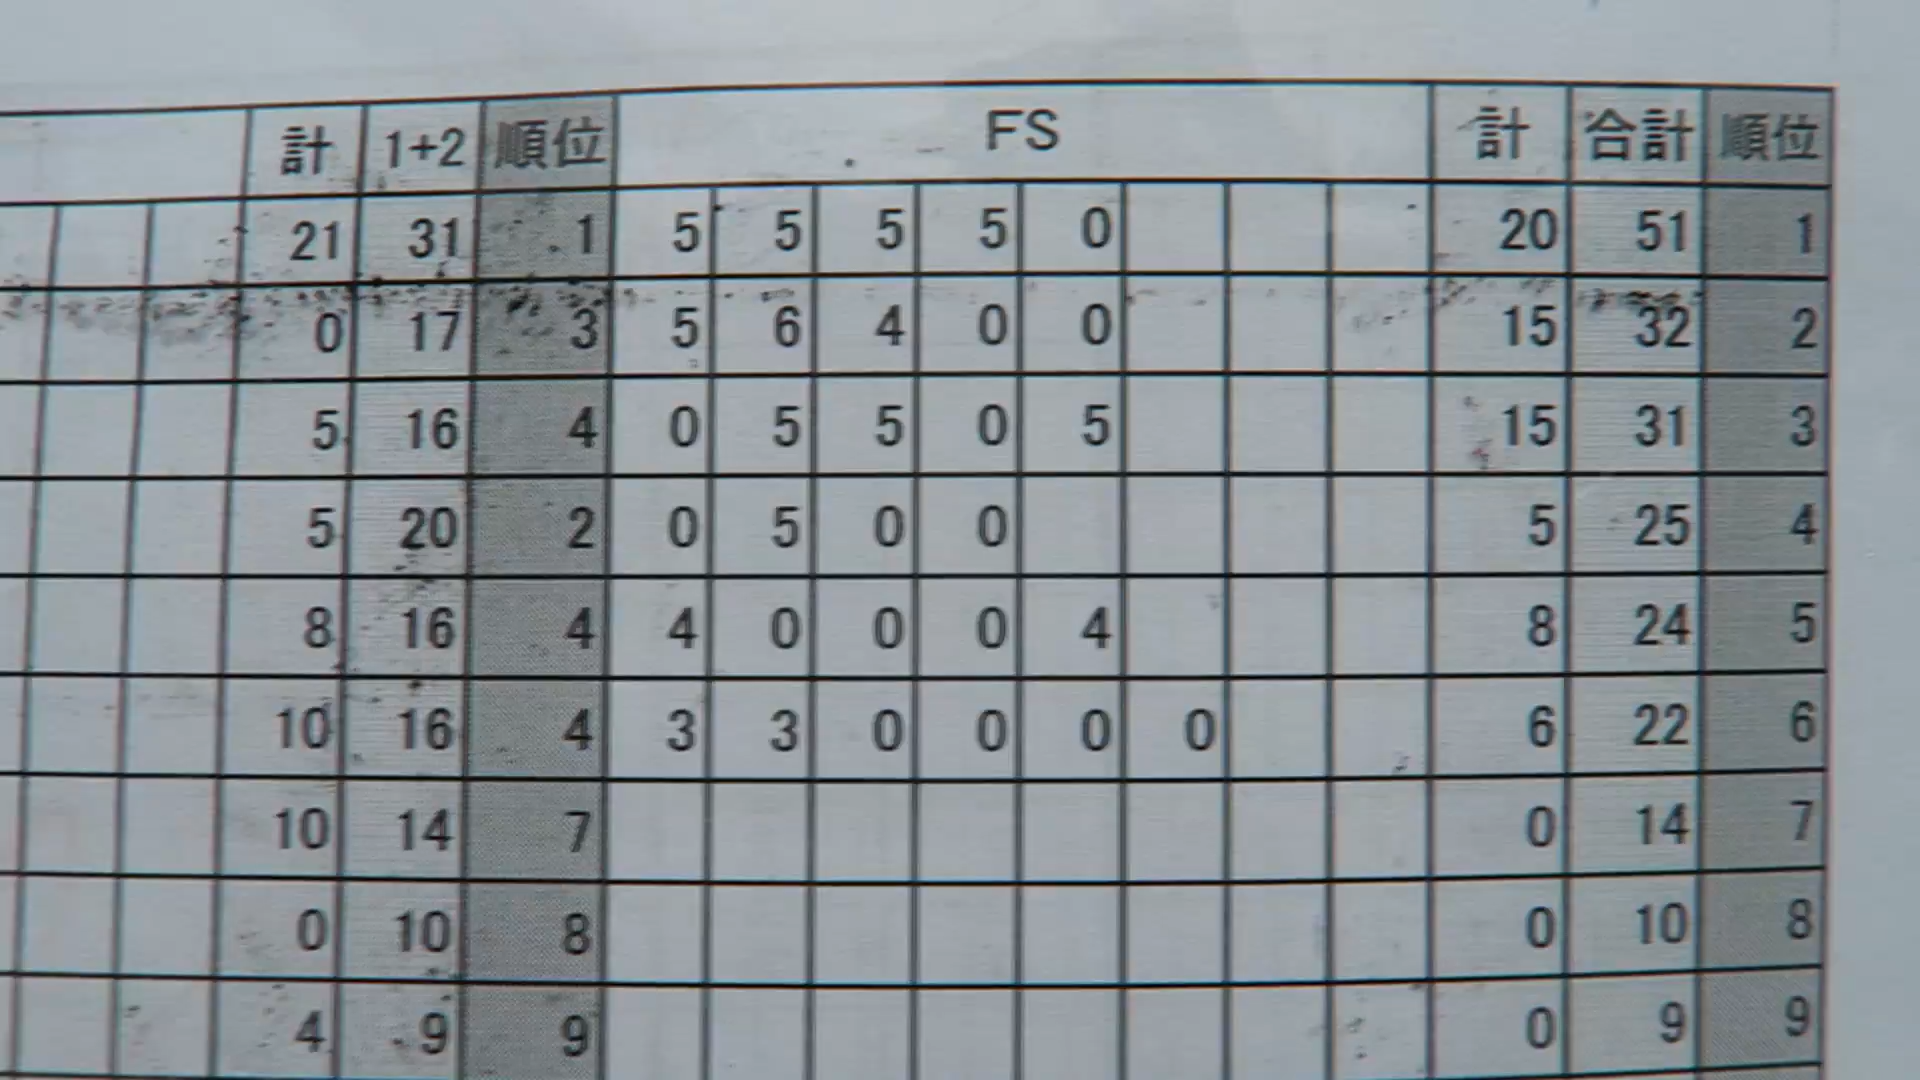 計 1+2 順位 FS 計 合計 順位
21 31 1 5 5 5 5 0 20 51 1
0 17 3 5 6 4 0 0 15 32 2
5 16 4 0 5 5 0 5 15 31 3
5 20 2 0 5 0 0 5 25 4
8 16 4 4 0 0 0 4 8 24 5
10 16 4 3 3 0 0 0 0 6 22 6
10 14 7 0 14 7
0 10 8 0 10 8
4 9 9 0 9 9